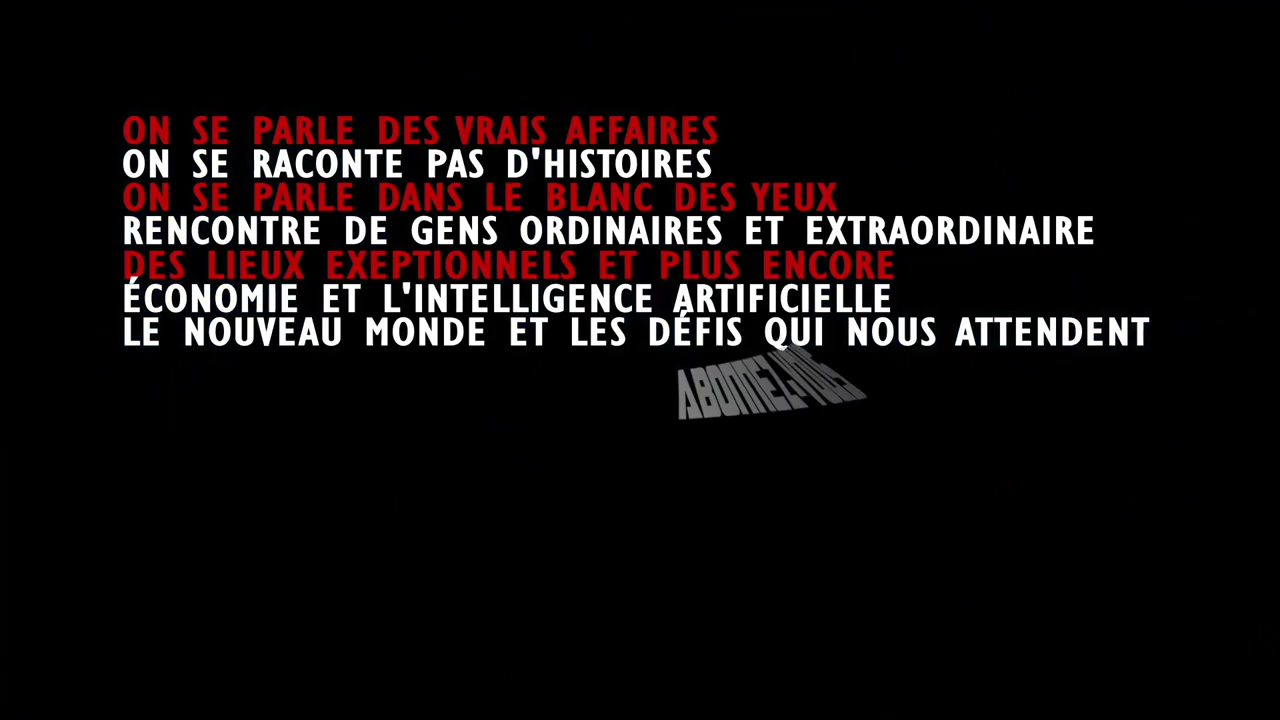 ON SE PARLE DES VRAIS AFFAIRES
ON SE RACONTE PAS D'HISTOIRES
ON SE PARLE DANS LE BLANC DES YEUX
RENCONTRE DE GENS ORDINAIRES ET EXTRAORDINAIRE
DES LIEUX EXEPTIONNELS ET PLUS ENCORE
ÉCONOMIE ET L'INTELLIGENCE ARTIFICIELLE
LE NOUVEAU MONDE ET LES DÉFIS QUI NOUS ATTENDENT
ABONNEZ-VOUS